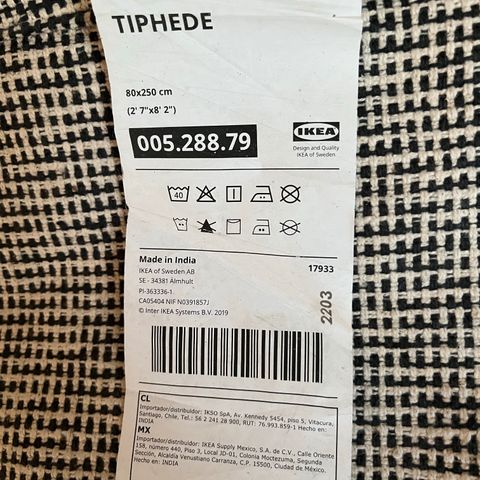 TIPHEDE
80x250 cm
(2' 7"x8' 2")
005.288.79
IKEA
Design and Quality
IKEA of Sweden
40
Made in India
17933
IKEA of Sweden AB
SE - 34381 Älmhult
PI-363336-1
CA05404 NIF N0391857J
© Inter IKEA Systems B.V. 2019
2203
CL
Importador/distribuidor: IKSO SpA, Av. Kennedy 5454, piso 5, Vitacura,
Santiago, Chile, Tel.: 56 2 241 28 900, RUT: 76.993.859-1 Hecho en:
INDIA
MX
Importador/distribuidor: IKEA Supply Mexico, S.A. de C.V., Calle Oriente
158, número 440, Piso 3, Local JD-01, Colonia Moctezuma, Segunda
Sección, Alcaldía Venustiano Carranza, C.P. 15500, Ciudad de México.
Hecho en: INDIA